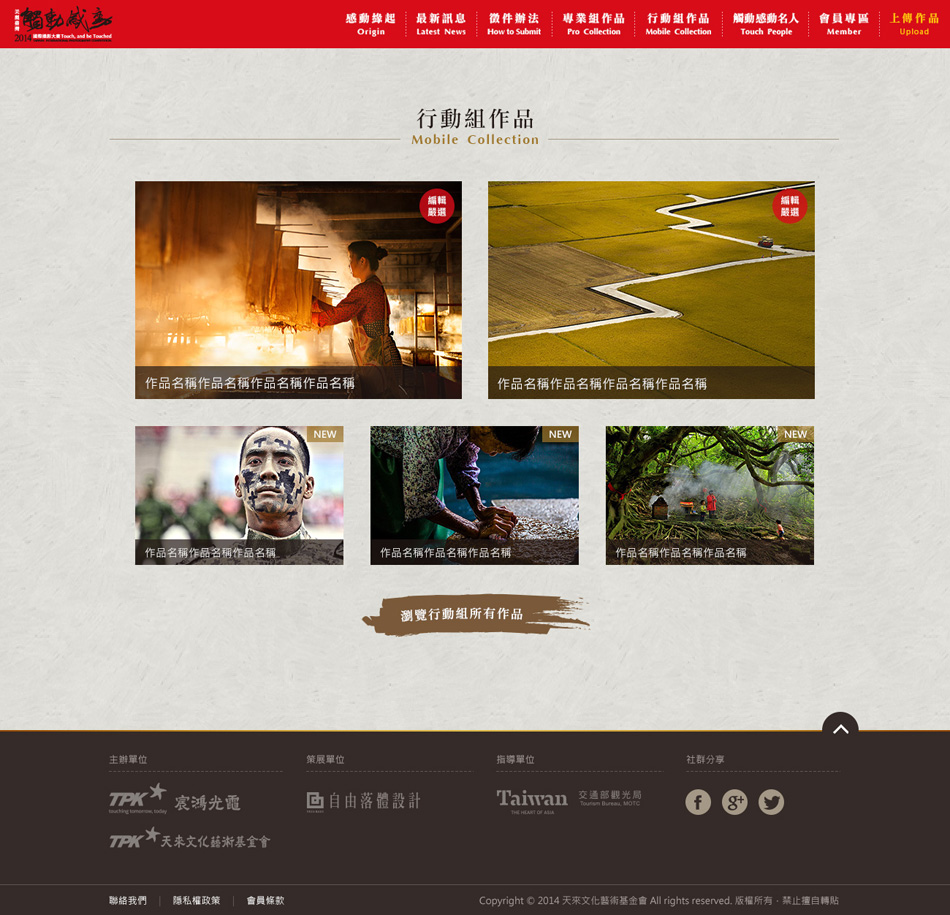 觸動感動
2014 感動攝影大賽 Touch, and be Touched
感動緣起
Origin
最新訊息
Latest News
徵件辦法
How to Submit
專業組作品
Pro Collection
行動組作品
Mobile Collection
觸動感動名人
Touch People
會員專區
Member
上傳作品
Upload
行動組作品
Mobile Collection
編輯
嚴選
作品名稱作品名稱作品名稱作品名稱
編輯
嚴選
作品名稱作品名稱作品名稱作品名稱
NEW
作品名稱作品名稱作品名稱
NEW
作品名稱作品名稱作品名稱
NEW
作品名稱作品名稱作品名稱
瀏覽行動組所有作品
主辦單位
TPK
touching tomorrow, today
宸鴻光電
TPK 天來文化藝術基金會
策展單位
自由落體設計
指導單位
Taiwan
THE HEART OF ASIA
交通部觀光局
Tourism Bureau, MOTC
社群分享
聯絡我們
隱私權政策
會員條款
Copyright © 2014 天來文化藝術基金會 All rights reserved. 版權所有．禁止擅自轉貼